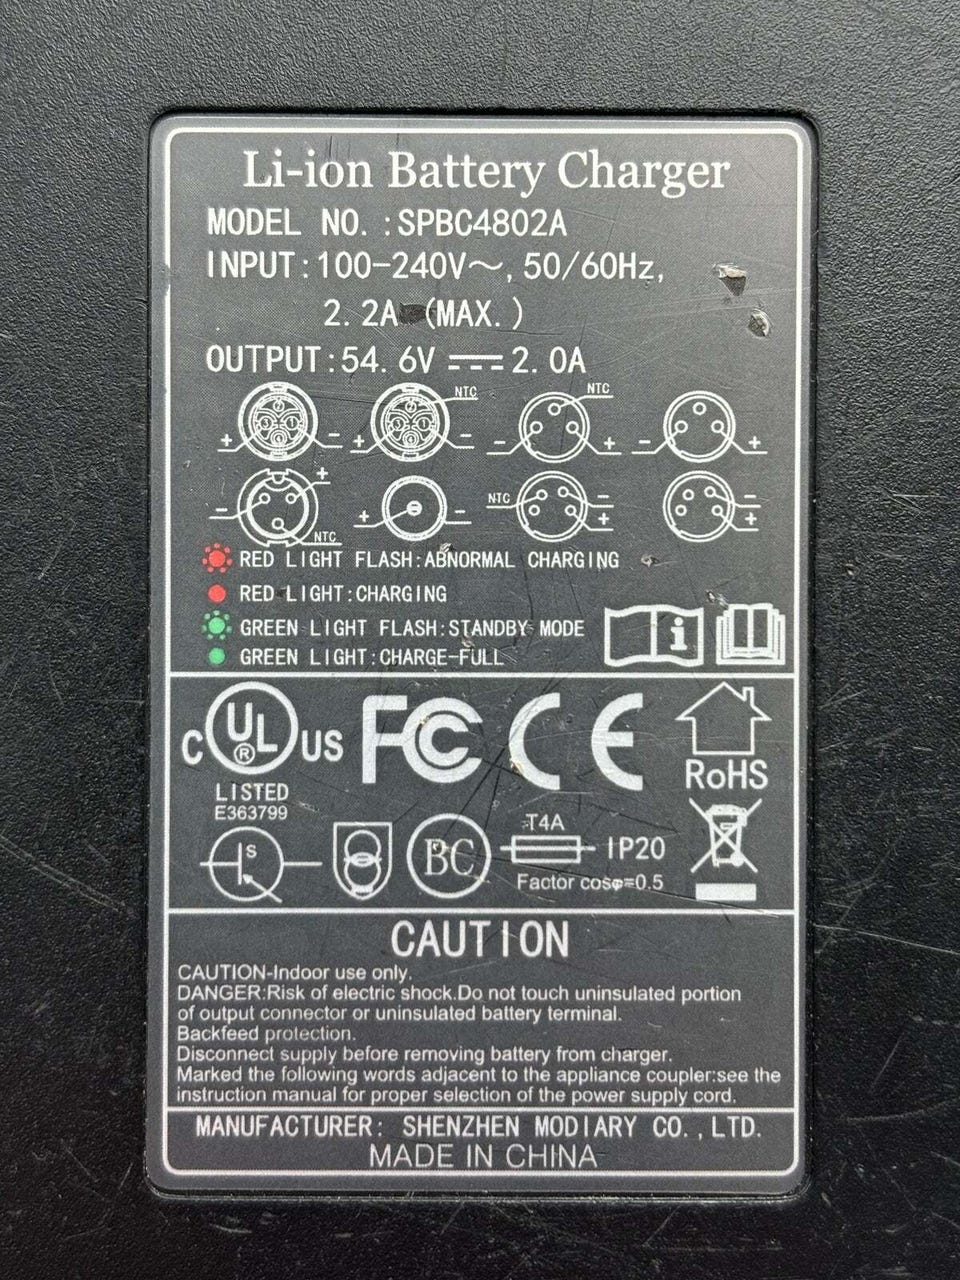 Li-ion Battery Charger
MODEL NO.:SPBC4802A
INPUT:100-240V～,50/60Hz,
2.2A (MAX.)
OUTPUT:54.6V ⎓ 2.0A
NTC NTC
+ - + - - + - +
+ NTC -
- + - + -
NTC +
RED LIGHT FLASH:ABNORMAL CHARGING
RED LIGHT:CHARGING
GREEN LIGHT FLASH:STANDBY MODE
GREEN LIGHT:CHARGE-FULL
i
C UL ® US FC CE
RoHS
LISTED
E363799
S BC T4A IP20
Factor cosφ=0.5
CAUTION
CAUTION-Indoor use only.
DANGER:Risk of electric shock.Do not touch uninsulated portion
of output connector or uninsulated battery terminal.
Backfeed protection.
Disconnect supply before removing battery from charger.
Marked the following words adjacent to the appliance coupler:see the
instruction manual for proper selection of the power supply cord.
MANUFACTURER: SHENZHEN MODIARY CO.,LTD.
MADE IN CHINA